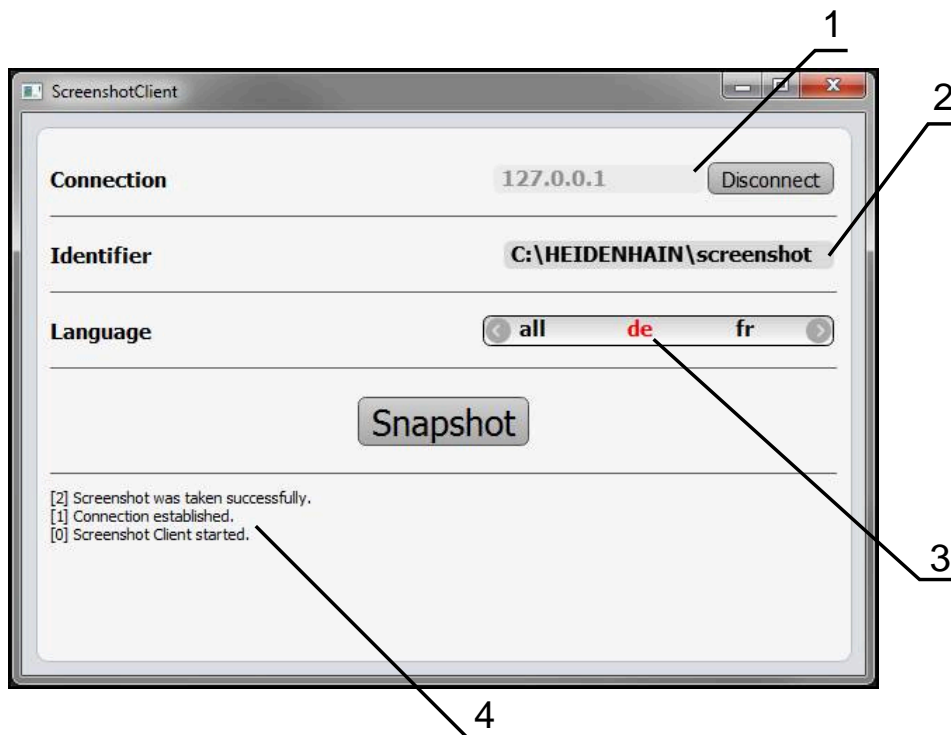 1
ScreenshotClient
2
Connection 127.0.0.1 Disconnect
Identifier C:\HEIDENHAIN\screenshot
Language all de fr
Snapshot
[2] Screenshot was taken successfully.
[1] Connection established.
[0] Screenshot Client started.
3
4